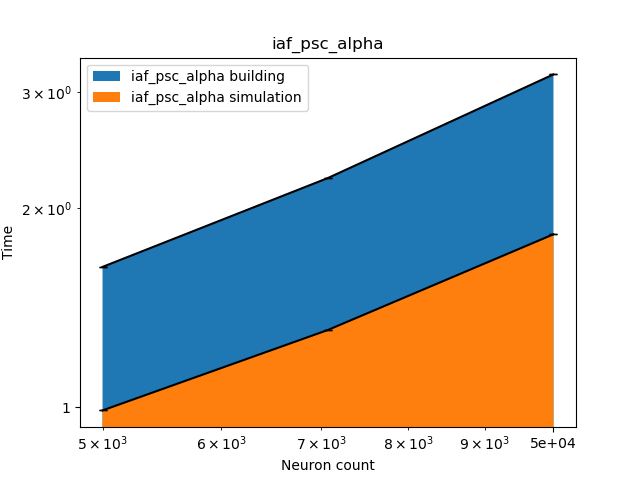 iaf_psc_alpha
iaf_psc_alpha building
iaf_psc_alpha simulation
3 × 10⁰
2 × 10⁰
1
Time
5 × 10³ 6 × 10³ 7 × 10³ 8 × 10³ 9 × 10³ 5e+04
Neuron count